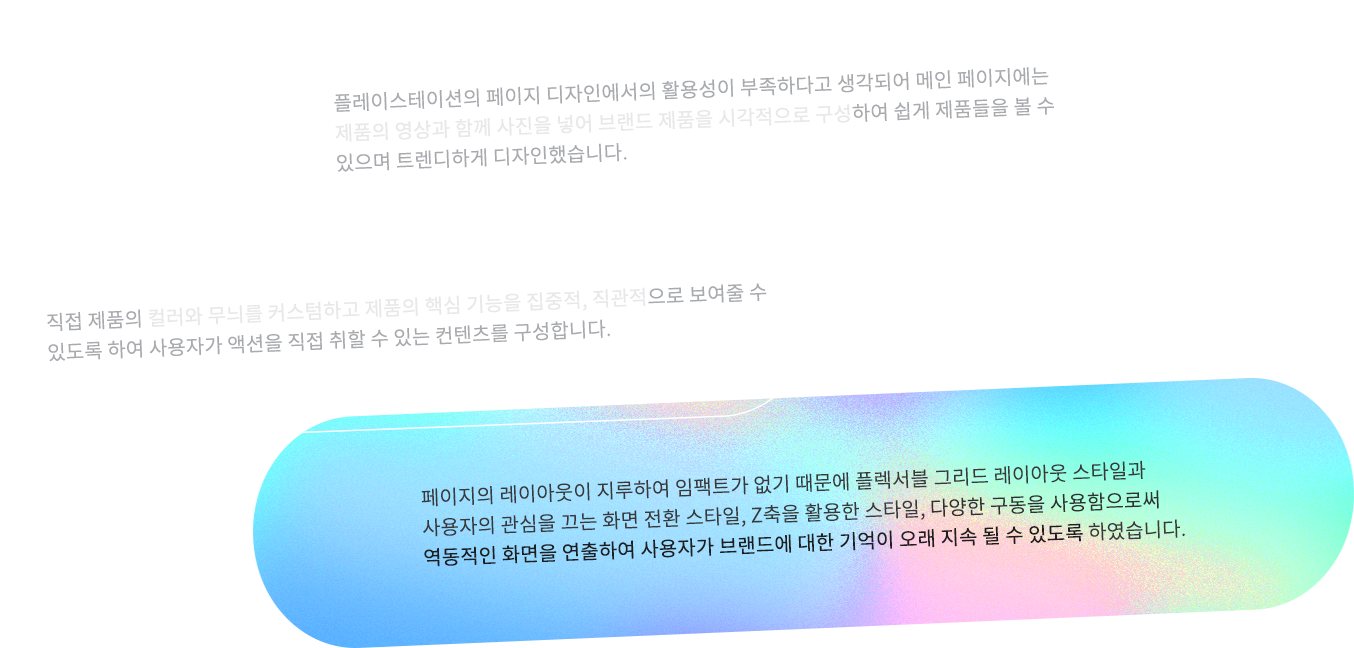 플레이스테이션의 페이지 디자인에서의 활용성이 부족하다고 생각되어 메인 페이지에는
제품의 영상과 함께 사진을 넣어 브랜드 제품을 시각적으로 구성하여 쉽게 제품들을 볼 수
있으며 트렌디하게 디자인했습니다.
직접 제품의 컬러와 무늬를 커스텀하고 제품의 핵심 기능을 집중적, 직관적으로 보여줄 수
있도록 하여 사용자가 액션을 직접 취할 수 있는 컨텐츠를 구성합니다.
페이지의 레이아웃이 지루하여 임팩트가 없기 때문에 플렉서블 그리드 레이아웃 스타일과
사용자의 관심을 끄는 화면 전환 스타일, Z축을 활용한 스타일, 다양한 구동을 사용함으로써
역동적인 화면을 연출하여 사용자가 브랜드에 대한 기억이 오래 지속 될 수 있도록 하였습니다.